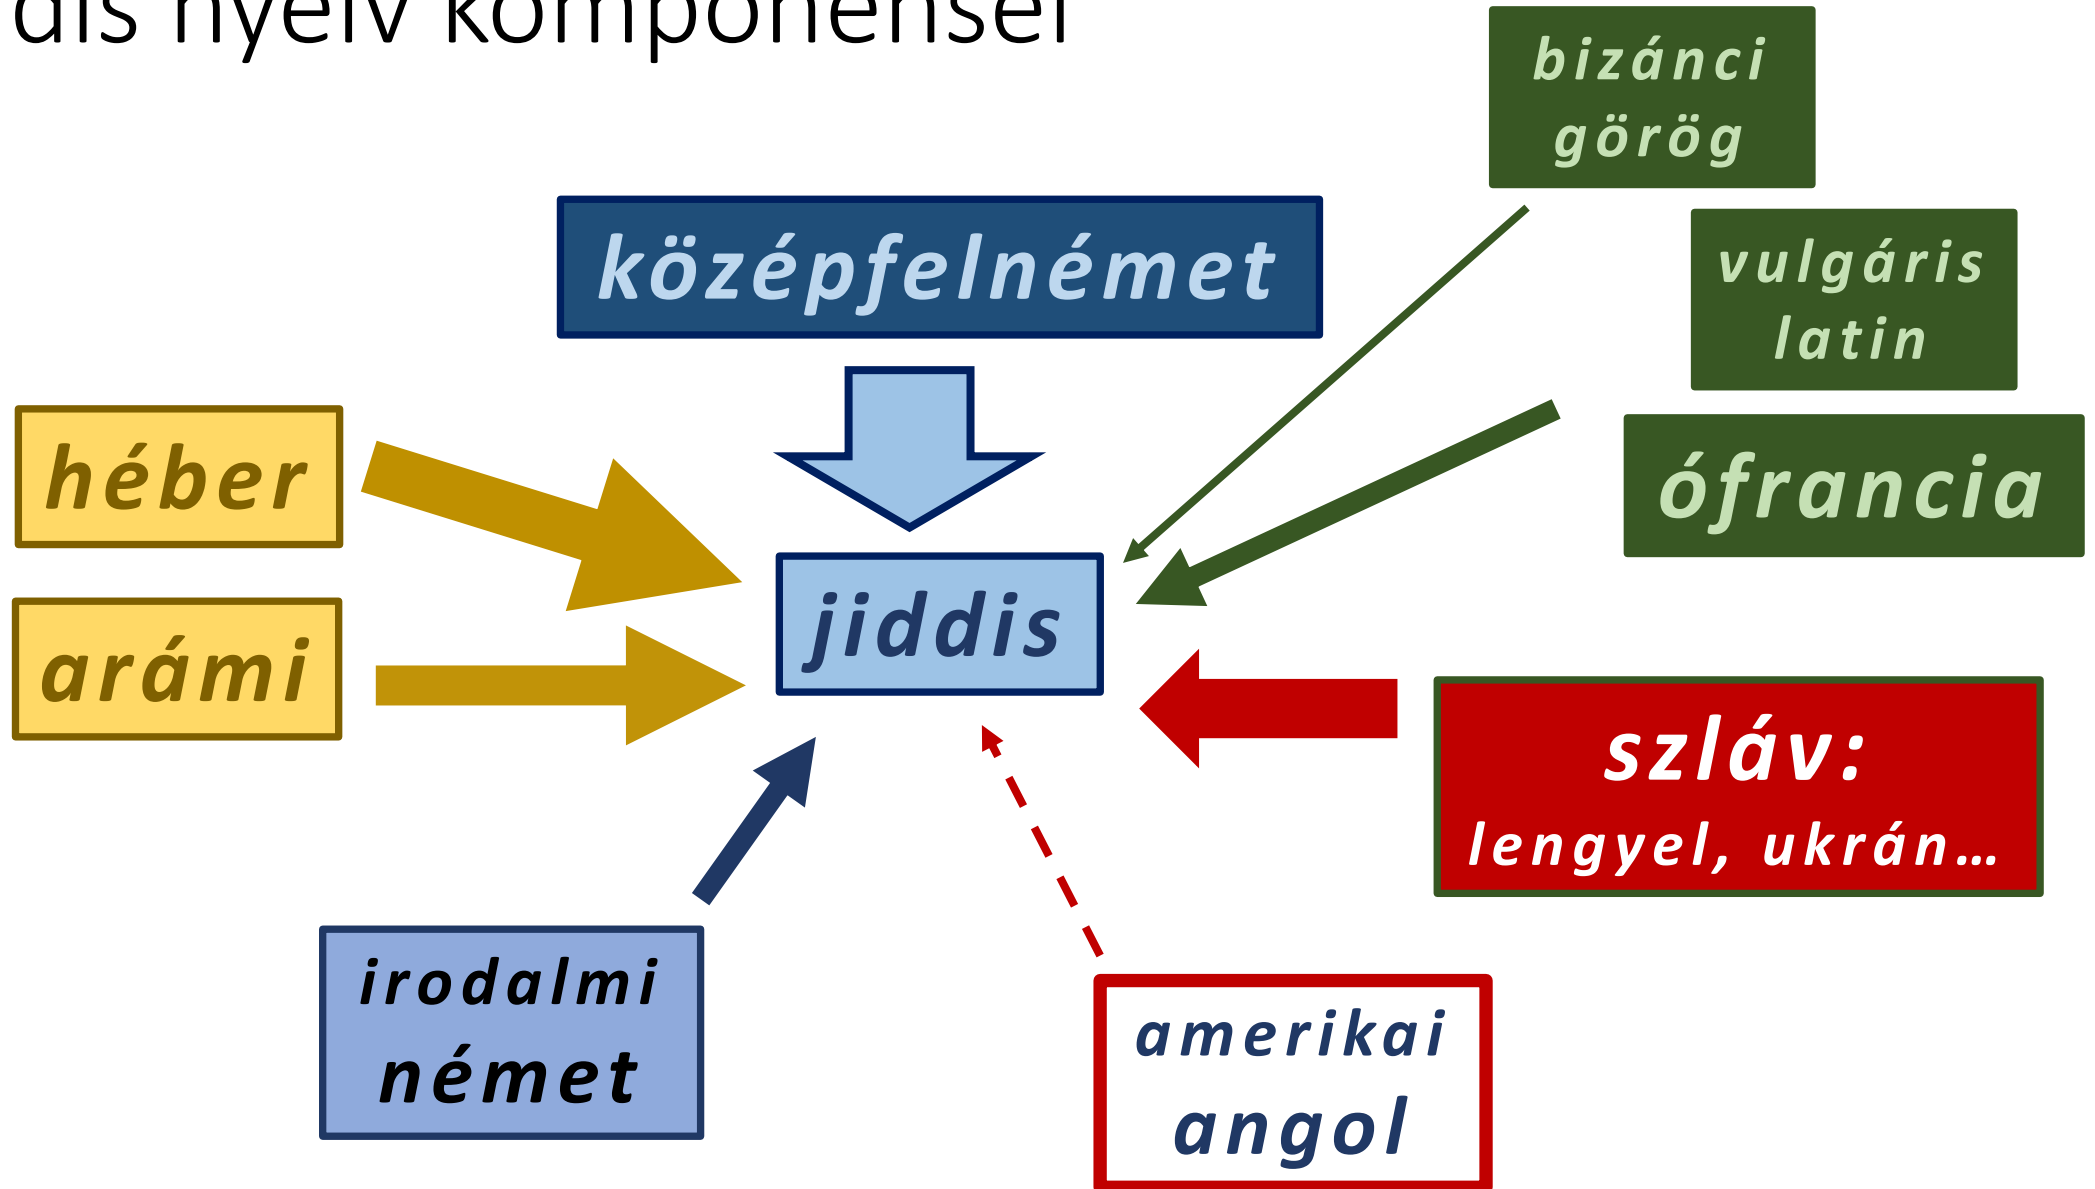 dis nyelv komponensei
bizánci
görög
középfelnémet
vulgáris
latin
héber
ófrancia
jiddis
arámi
szláv:
lengyel, ukrán...
irodalmi
német
amerikai
angol